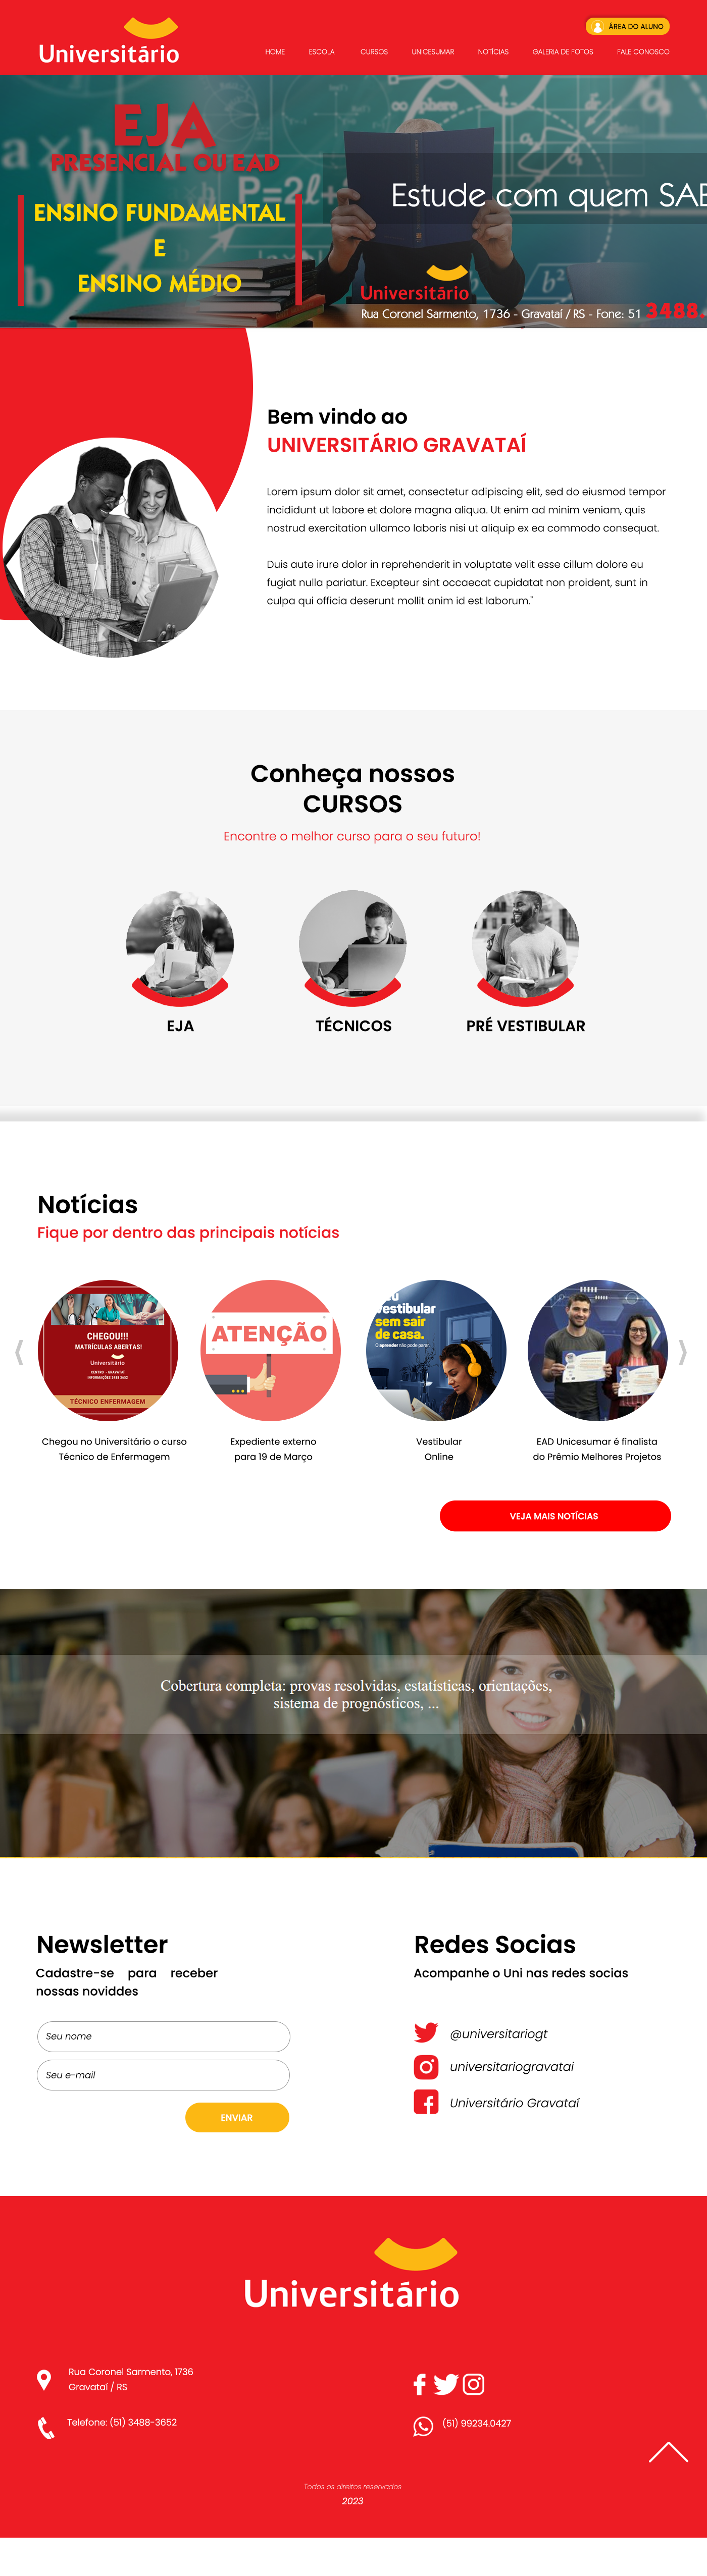 Universitário
ÁREA DO ALUNO
HOME ESCOLA CURSOS UNICESUMAR NOTÍCIAS GALERIA DE FOTOS FALE CONOSCO
EJA
PRESENCIAL OU EAD
ENSINO FUNDAMENTAL
E
ENSINO MÉDIO
Estude com quem
Universitário
Rua Coronel Sarmento, 1736 - Gravataí / RS - Fone: 51 3488.
Bem vindo ao
UNIVERSITÁRIO GRAVATAÍ
Lorem ipsum dolor sit amet, consectetur adipiscing elit, sed do eiusmod tempor
incididunt ut labore et dolore magna aliqua. Ut enim ad minim veniam, quis
nostrud exercitation ullamco laboris nisi ut aliquip ex ea commodo consequat.
Duis aute irure dolor in reprehenderit in voluptate velit esse cillum dolore eu
fugiat nulla pariatur. Excepteur sint occaecat cupidatat non proident, sunt in
culpa qui officia deserunt mollit anim id est laborum."
Conheça nossos
CURSOS
Encontre o melhor curso para o seu futuro!
EJA
TÉCNICOS
PRÉ VESTIBULAR
Notícias
Fique por dentro das principais notícias
CHEGOU!!!
MATRÍCULAS ABERTAS!
Universitário
CENTRO - GRAVATAÍ
INFORMAÇÕES 3488 3652
TÉCNICO ENFERMAGEM
ATENÇÃO
vestibular
sem sair
de casa.
O aprender não pode parar.
Chegou no Universitário o curso
Técnico de Enfermagem
Expediente externo
para 19 de Março
Vestibular
Online
EAD Unicesumar é finalista
do Prêmio Melhores Projetos
VEJA MAIS NOTÍCIAS
Cobertura completa: provas resolvidas, estatísticas, orientações,
sistema de prognósticos, ...
Newsletter
Cadastre-se para receber
nossas noviddes
Seu nome
Seu e-mail
ENVIAR
Redes Socias
Acompanhe o Uni nas redes socias
@universitariogt
universitariogravatai
Universitário Gravataí
Universitário
Rua Coronel Sarmento, 1736
Gravataí / RS
Telefone: (51) 3488-3652
(51) 99234.0427
Todos os direitos reservados
2023